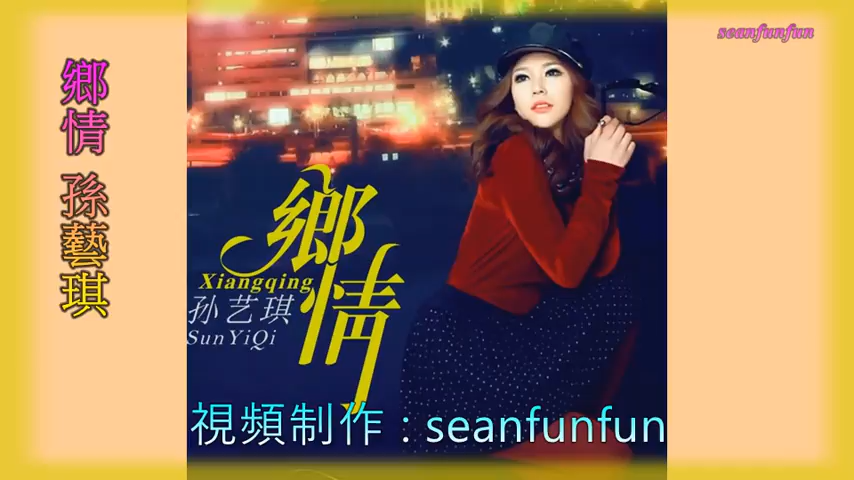 seanfunfun
鄉情 孫藝琪
鄉情
Xiangqing
孙艺琪
SunYiQi
視頻制作 : seanfunfun